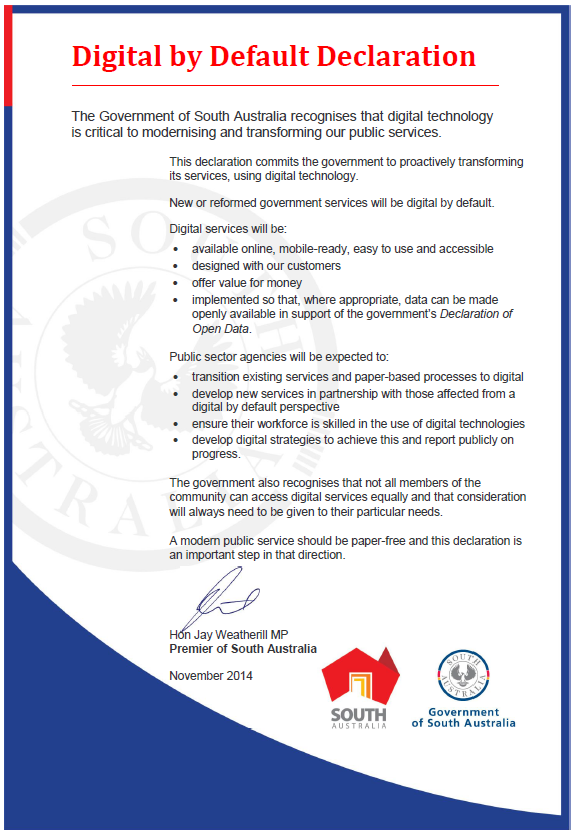 Digital by Default Declaration
The Government of South Australia recognises that digital technology
is critical to modernising and transforming our public services.
This declaration commits the government to proactively transforming
its services, using digital technology.
New or reformed government services will be digital by default.
Digital services will be:
• available online, mobile-ready, easy to use and accessible
• designed with our customers
• offer value for money
• implemented so that, where appropriate, data can be made
openly available in support of the government's Declaration of
Open Data.
Public sector agencies will be expected to:
• transition existing services and paper-based processes to digital
• develop new services in partnership with those affected from a
digital by default perspective
• ensure their workforce is skilled in the use of digital technologies
• develop digital strategies to achieve this and report publicly on
progress.
The government also recognises that not all members of the
community can access digital services equally and that consideration
will always need to be given to their particular needs.
A modern public service should be paper-free and this declaration is
an important step in that direction.
Hon Jay Weatherill MP
Premier of South Australia
November 2014
SOUTH
AUSTRALIA
SOUTH
AUSTRALIA
Government
of South Australia
SOUTH
AUSTRALIA